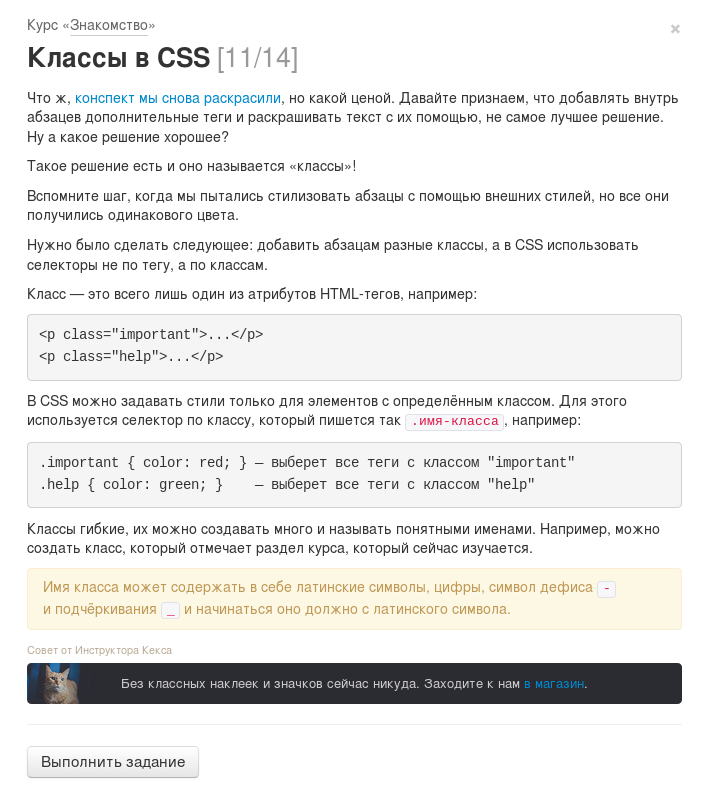 Курс «Знакомство»
×
Классы в CSS [11/14]
Что ж, конспект мы снова раскрасили, но какой ценой. Давайте признаем, что добавлять внутрь
абзацев дополнительные теги и раскрашивать текст с их помощью, не самое лучшее решение.
Ну а какое решение хорошее?
Такое решение есть и оно называется «классы»!
Вспомните шаг, когда мы пытались стилизовать абзацы с помощью внешних стилей, но все они
получились одинакового цвета.
Нужно было сделать следующее: добавить абзацам разные классы, а в CSS использовать
селекторы не по тегу, а по классам.
Класс — это всего лишь один из атрибутов HTML-тегов, например:
<p class="important">...</p>
<p class="help">...</p>
В CSS можно задавать стили только для элементов с определённым классом. Для этого
используется селектор по классу, который пишется так .имя-класса, например:
.important { color: red; } — выберет все теги с классом "important"
.help { color: green; }    — выберет все теги с классом "help"
Классы гибкие, их можно создавать много и называть понятными именами. Например, можно
создать класс, который отмечает раздел курса, который сейчас изучается.
Имя класса может содержать в себе латинские символы, цифры, символ дефиса -
и подчёркивания _ и начинаться оно должно с латинского символа.
Совет от Инструктора Кекса
Без классных наклеек и значков сейчас никуда. Заходите к нам в магазин.
Выполнить задание